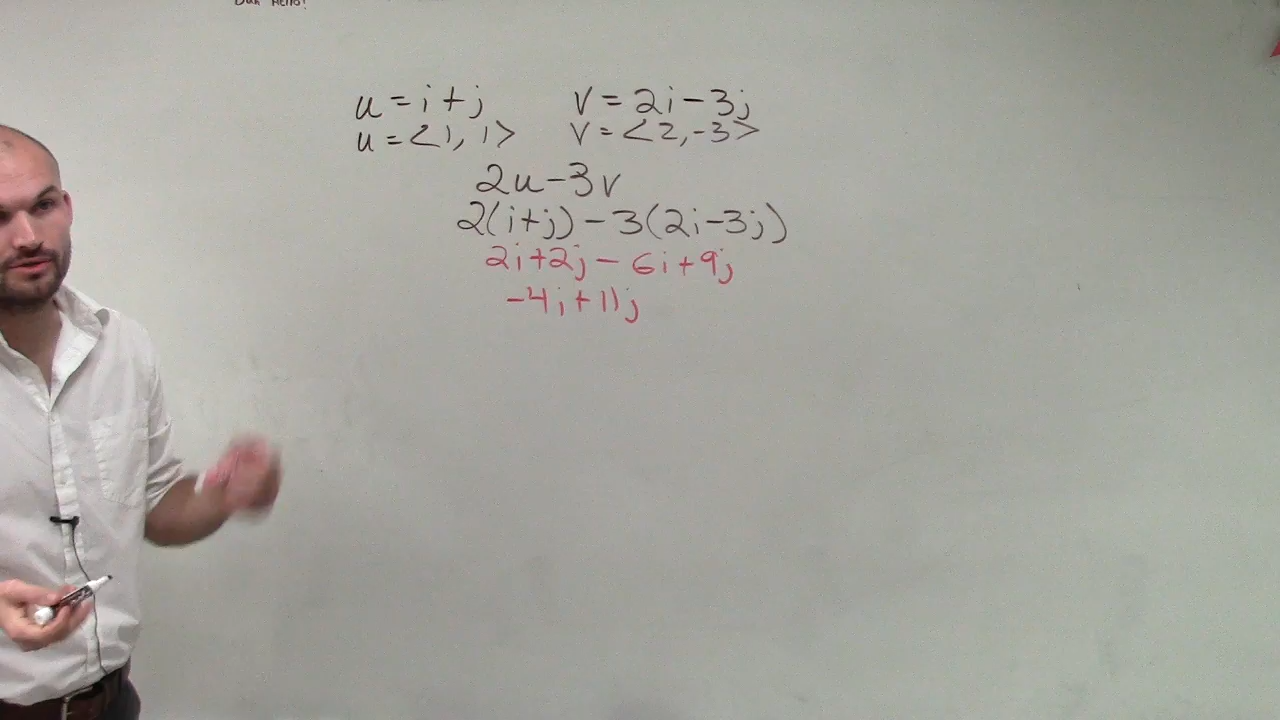 u = i + j v = 2i - 3j
u = <1, 1> v = <2, -3>
2u - 3v
2(i+j) - 3(2i-3j)
2i+2j - 6i+9j
-4i+11j